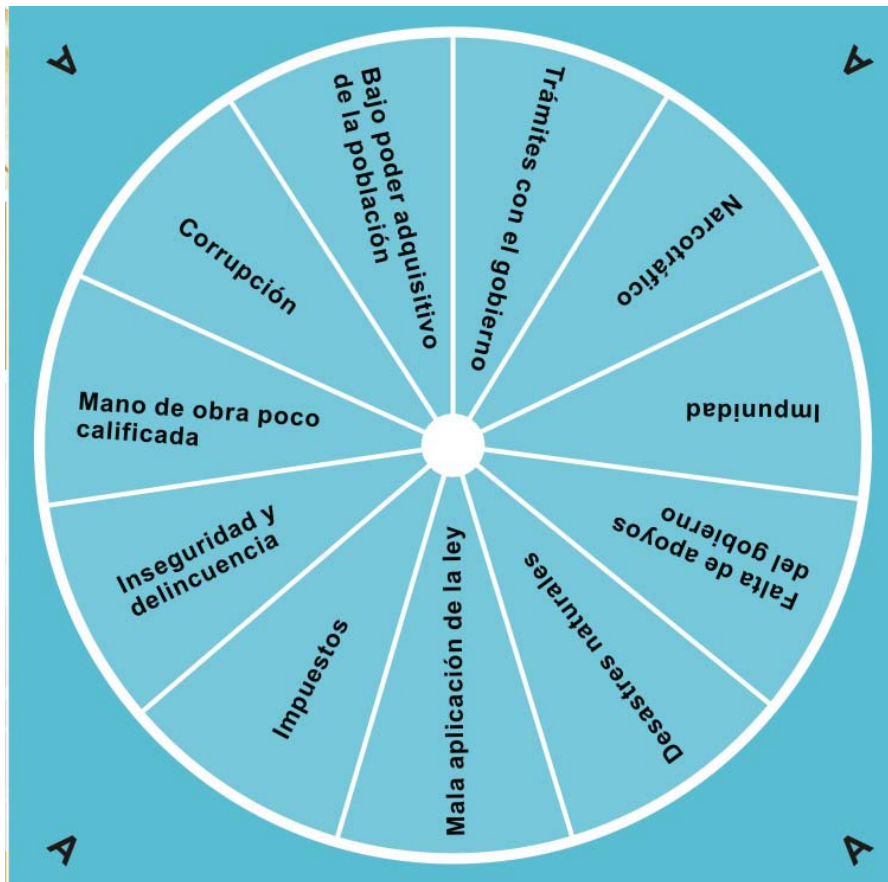 A
A
Trámites con el gobierno
Narcotráfico
Impunidad
Falta de apoyos
del gobierno
Desastres naturales
Mala aplicación de la ley
Impuestos
Inseguridad y
delincuencia
Mano de obra poco
calificada
Corrupción
Bajo poder adquisitivo
de la población
A
A